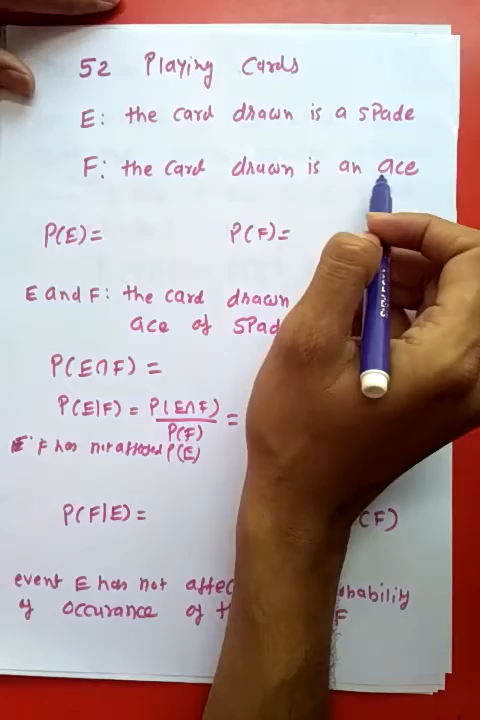 52 Playing Cards
E: the card drawn is a spade
F: the card drawn is an ace
P(E)= P(F)=
E and F: the card drawn
ace of
P(E∩F) =
P(E|F) = P(E∩F)/P(F) =
F has not affected P(E)
P(F|E) =
event E has not
of occurance of
F